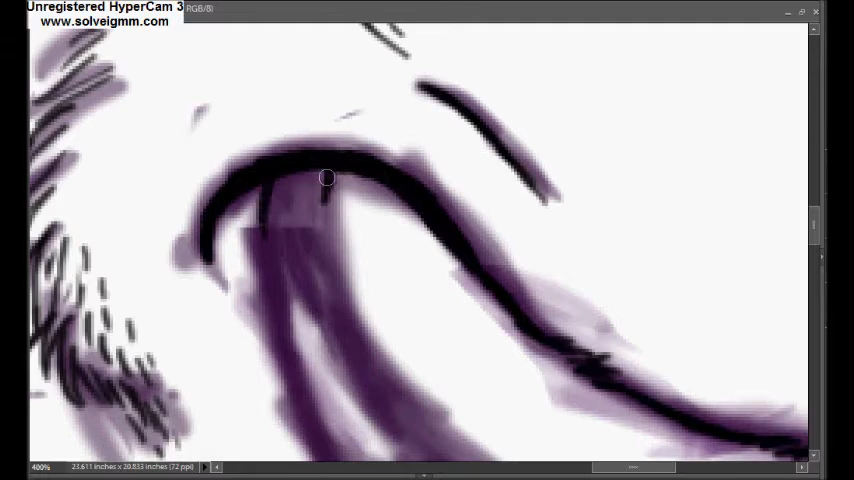 Unregistered HyperCam 3
www.solveigmm.com
RGB/8)
400%
23.611 inches x 20.833 inches (72 ppi)